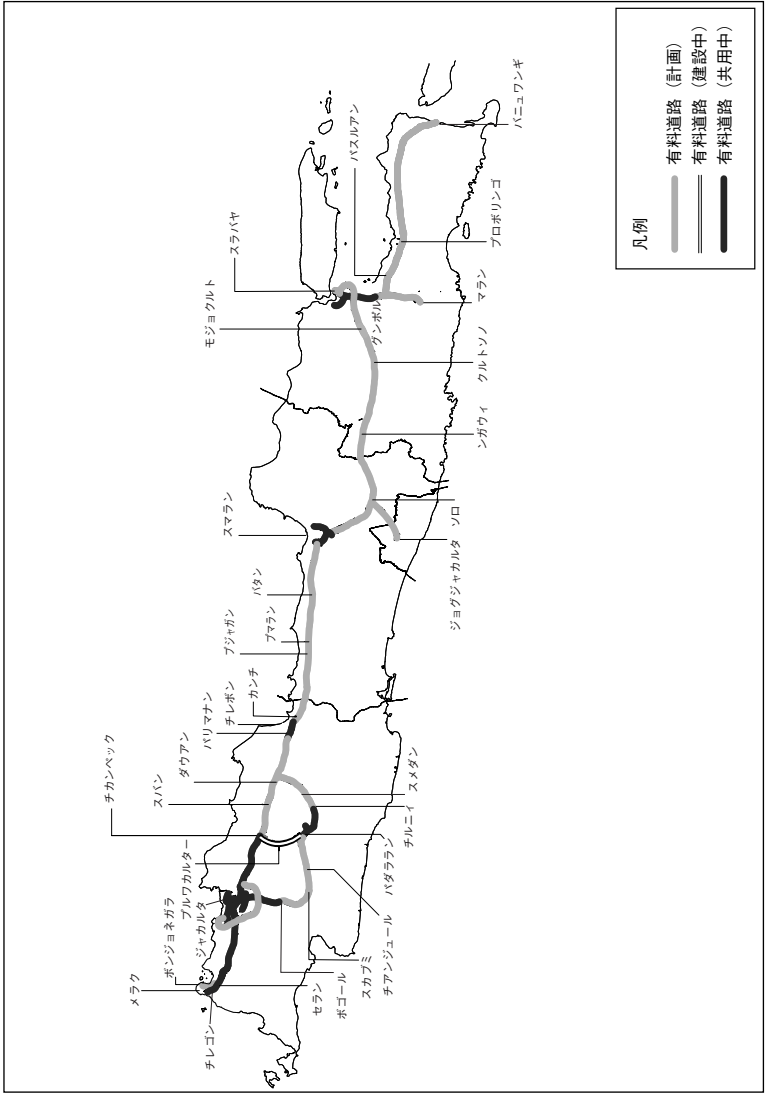 凡例
有料道路（計画）
有料道路（建設中）
有料道路（共用中）
メラク
ボンジョネガラ
チレゴン
ジャカルタ
プルワカルター
チカンペック
スバン
ダウアン
パリマナン
チレボン
カンチ
ブジャガン
プマラン
バタン
スマラン
モジョクルト
スラバヤ
パスルアン
バニュワンギ
セラン
ボゴール
スカブミ
チアンジュール
パダララン
チルニィ
スメダン
ジョグジャカルタ
ソロ
ンガウィ
クルトソノ
グンポル
マラン
プロボリンゴ